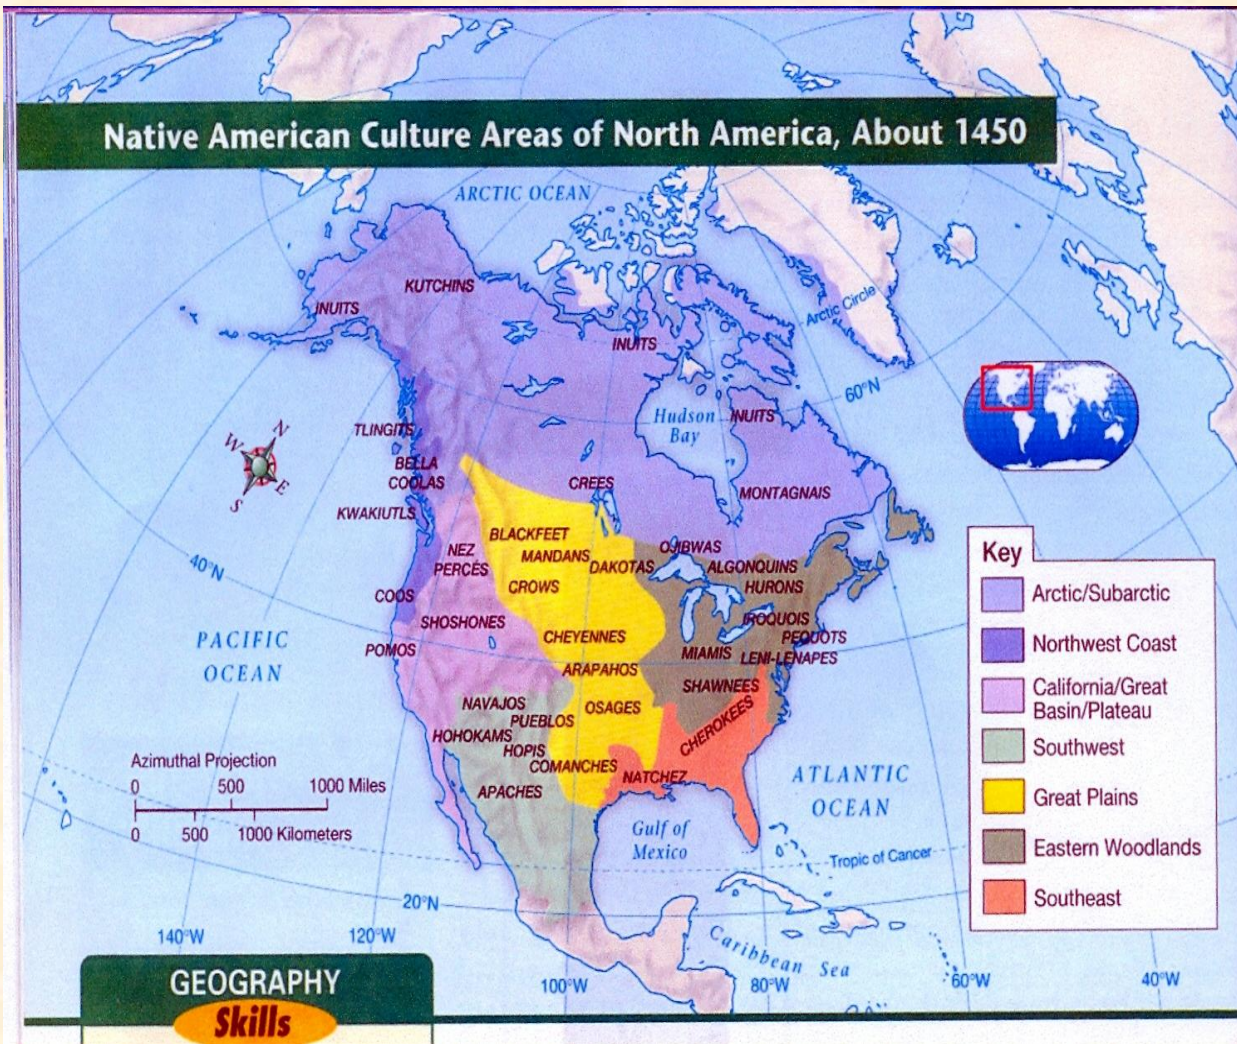 Native American Culture Areas of North America, About 1450
ARCTIC OCEAN
KUTCHINS
INUITS
Arctic Circle
INUITS
60°N
Hudson
Bay
INUITS
TLINGITS
N
W
E
S
BELLA
COOLAS
CREES
MONTAGNAIS
KWAKIUTLS
BLACKFEET
NEZ
PERCÉS
MANDANS
DAKOTAS
OJIBWAS
ALGONQUINS
HURONS
CROWS
40°N
COOS
SHOSHONES
IROQUOIS
PEQUOTS
CHEYENNES
POMOS
MIAMIS
LENI-LENAPES
ARAPAHOS
SHAWNEES
PACIFIC
OCEAN
NAVAJOS
OSAGES
PUEBLOS
CHEROKEES
HOHOKAMS
HOPIS
COMANCHES
NATCHEZ
APACHES
ATLANTIC
OCEAN
Azimuthal Projection
0 500 1000 Miles
0 500 1000 Kilometers
Gulf of
Mexico
Tropic of Cancer
20°N
Caribbean Sea
140°W
120°W
100°W
80°W
60°W
40°W
Key
Arctic/Subarctic
Northwest Coast
California/Great
Basin/Plateau
Southwest
Great Plains
Eastern Woodlands
Southeast
GEOGRAPHY
Skills